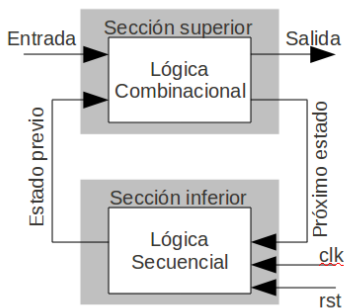 Sección superior
Entrada
Salida
Lógica
Combinacional
Estado previo
Próximo estado
Sección inferior
Lógica
Secuencial
clk
rst